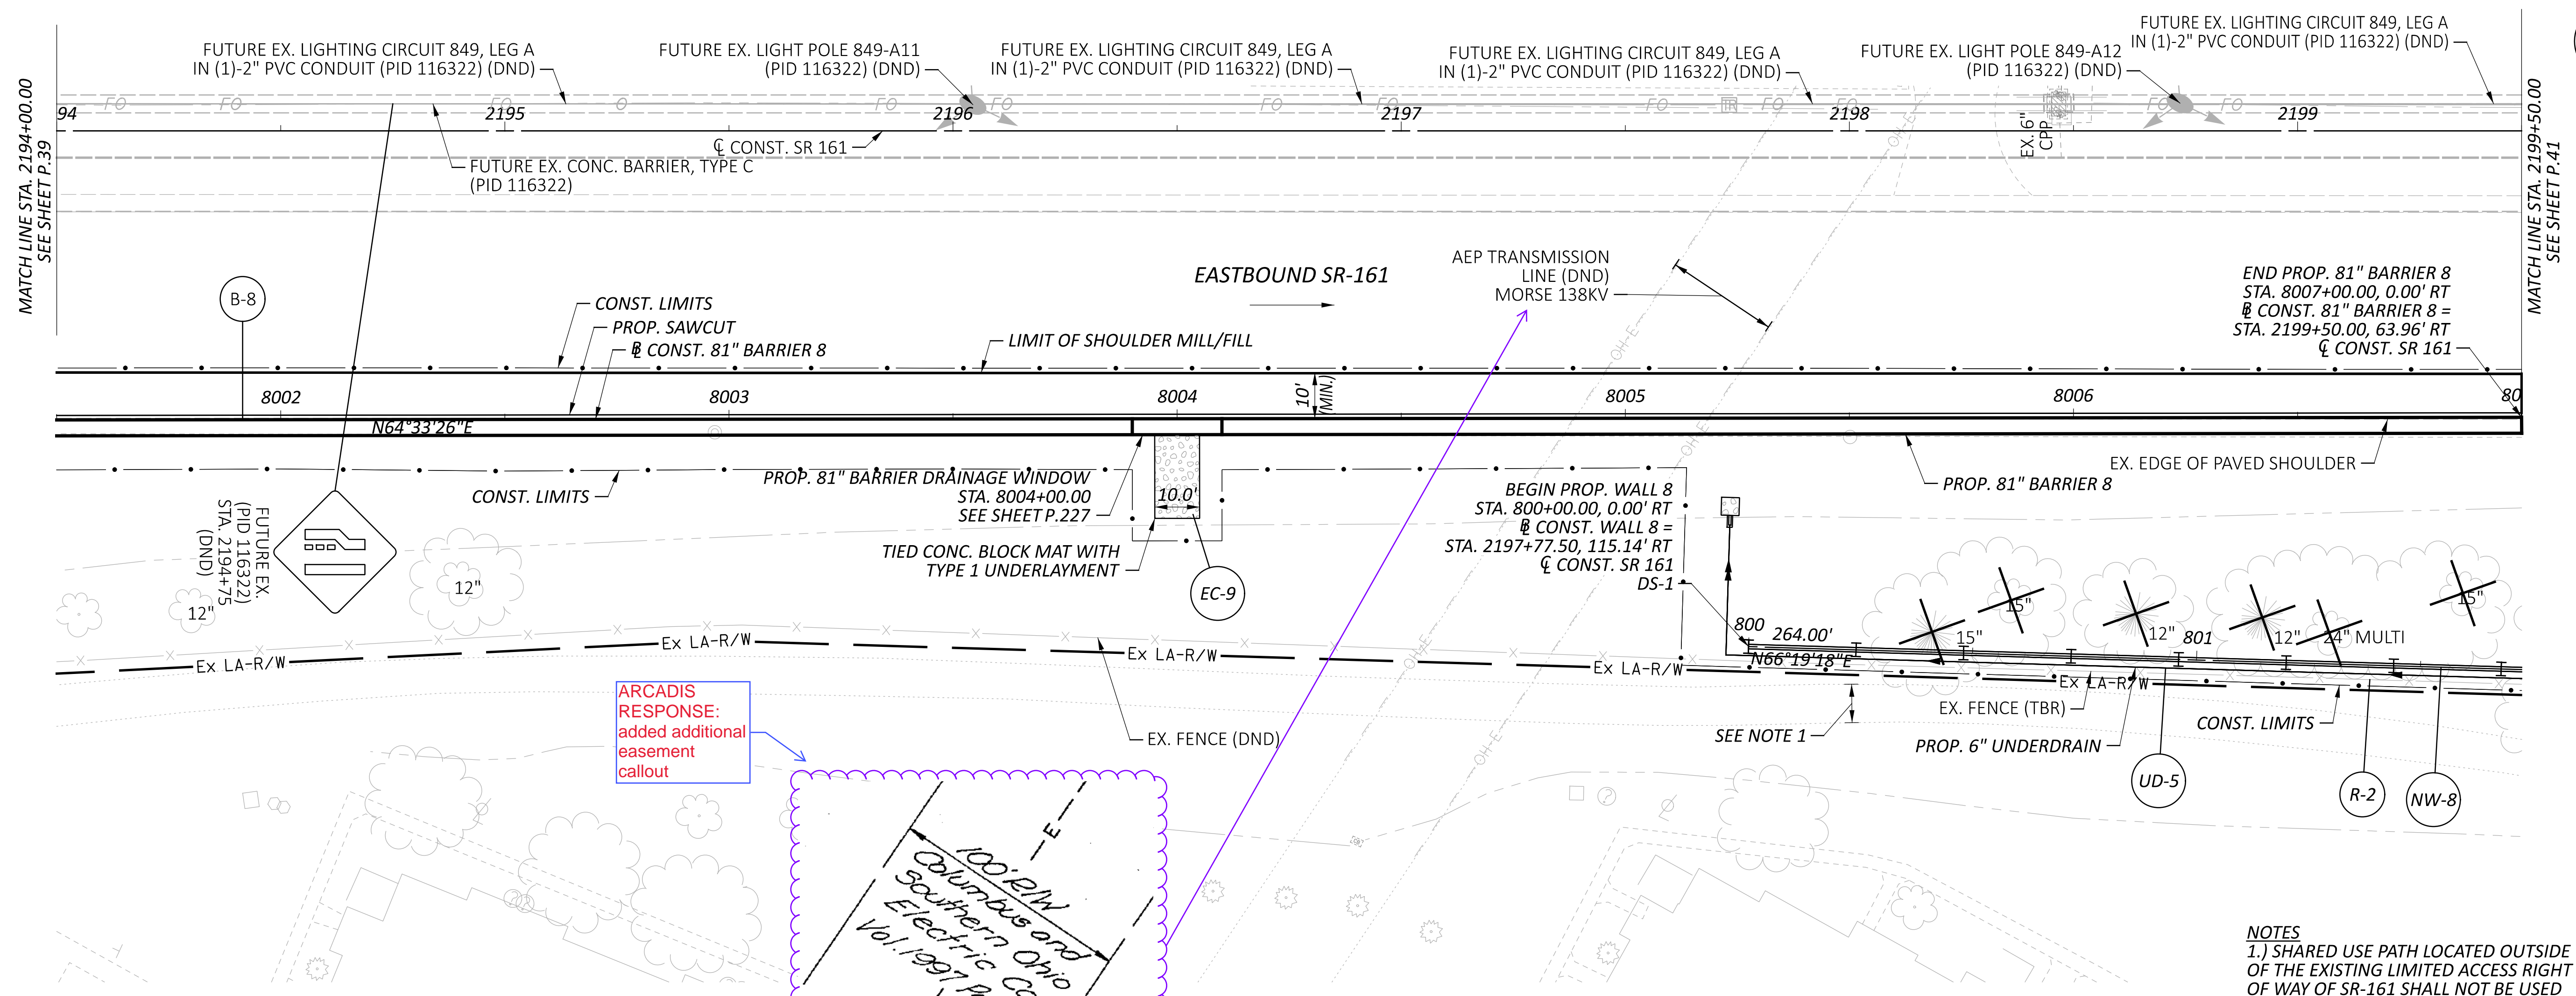 FUTURE EX. LIGHTING CIRCUIT 849, LEG A
IN (1)-2" PVC CONDUIT (PID 116322) (DND)
FUTURE EX. LIGHT POLE 849-A11
(PID 116322) (DND)
FUTURE EX. LIGHTING CIRCUIT 849, LEG A
IN (1)-2" PVC CONDUIT (PID 116322) (DND)
FUTURE EX. LIGHTING CIRCUIT 849, LEG A
IN (1)-2" PVC CONDUIT (PID 116322) (DND)
FUTURE EX. LIGHT POLE 849-A12
(PID 116322) (DND)
FUTURE EX. LIGHTING CIRCUIT 849, LEG A
IN (1)-2" PVC CONDUIT (PID 116322) (DND)
MATCH LINE STA. 2194+00.00
SEE SHEET P.39
MATCH LINE STA. 2199+50.00
SEE SHEET P.41
94
2195
2196
2197
2198
2199
℄ CONST. SR 161
FUTURE EX. CONC. BARRIER, TYPE C
(PID 116322)
EX. 6"
CPP
OH-E
OH-E
AEP TRANSMISSION
LINE (DND)
MORSE 138KV
EASTBOUND SR-161
END PROP. 81" BARRIER 8
STA. 8007+00.00, 0.00' RT
BL CONST. 81" BARRIER 8 =
STA. 2199+50.00, 63.96' RT
℄ CONST. SR 161
B-8
CONST. LIMITS
PROP. SAWCUT
BL CONST. 81" BARRIER 8
LIMIT OF SHOULDER MILL/FILL
10'
(MIN.)
8002
8003
8004
8005
8006
80
N64°33'26"E
CONST. LIMITS
PROP. 81" BARRIER DRAINAGE WINDOW
STA. 8004+00.00
SEE SHEET P.227
10.0'
TIED CONC. BLOCK MAT WITH
TYPE 1 UNDERLAYMENT
EC-9
BEGIN PROP. WALL 8
STA. 800+00.00, 0.00' RT
BL CONST. WALL 8 =
STA. 2197+77.50, 115.14' RT
℄ CONST. SR 161
DS-1
EX. EDGE OF PAVED SHOULDER
PROP. 81" BARRIER 8
OH-E
FUTURE EX.
(PID 116322)
STA. 2194+75
(DND)
12"
12"
15"
15"
12"
12"
24" MULTI
15"
800
264.00'
801
N66°19'18"E
Ex LA-R/W
Ex LA-R/W
Ex LA-R/W
Ex LA-R/W
Ex LA-R/W
OH-E
OH-E
EX. FENCE (DND)
SEE NOTE 1
EX. FENCE (TBR)
PROP. 6" UNDERDRAIN
CONST. LIMITS
UD-5
R-2
NW-8
ARCADIS
RESPONSE:
added additional
easement
callout
E
100' R/W
Columbus and
Southern Ohio
Electric Co
Vol. 1997
NOTES
1.) SHARED USE PATH LOCATED OUTSIDE
OF THE EXISTING LIMITED ACCESS RIGHT
OF WAY OF SR-161 SHALL NOT BE USED